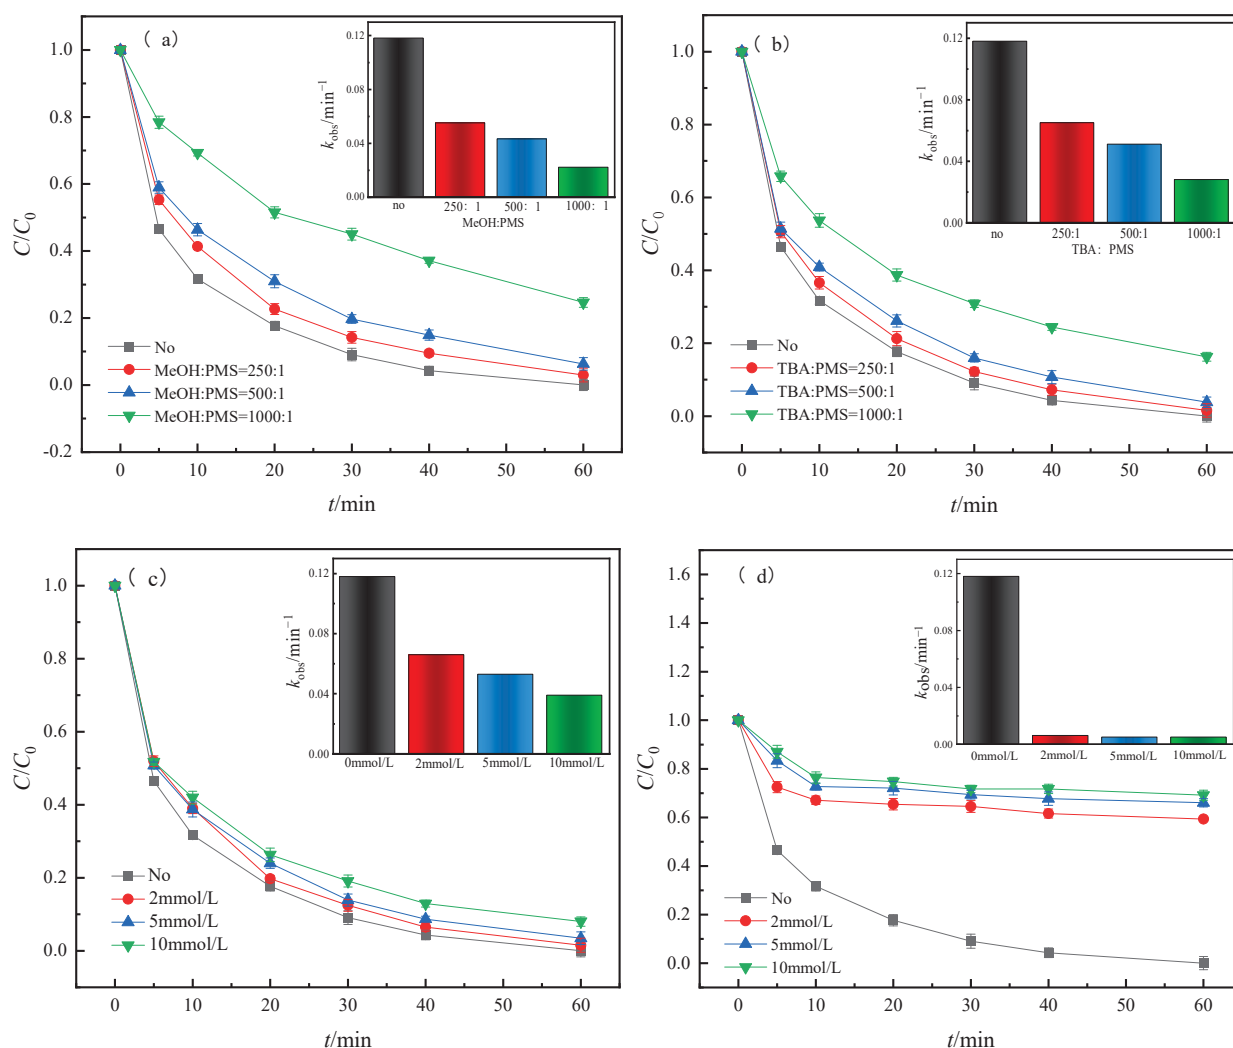 ( a)
1.0
0.8
0.6
0.4
0.2
0.0
-0.2
C/C0
0 10 20 30 40 50 60
t/min
No
MeOH:PMS=250:1
MeOH:PMS=500:1
MeOH:PMS=1000:1
0.12
0.08
0.04
0.00
kobs/min−1
no 250: 1 500: 1 1000: 1
MeOH:PMS
( b)
1.0
0.8
0.6
0.4
0.2
0.0
C/C0
0 10 20 30 40 50 60
t/min
No
TBA:PMS=250:1
TBA:PMS=500:1
TBA:PMS=1000:1
0.12
0.08
0.04
0.00
kobs/min−1
no 250:1 500:1 1000:1
TBA: PMS
( c)
1.0
0.8
0.6
0.4
0.2
0.0
C/C0
0 10 20 30 40 50 60
t/min
No
2mmol/L
5mmol/L
10mmol/L
0.12
0.08
0.04
0.00
kobs/min−1
0mmol/L 2mmol/L 5mmol/L 10mmol/L
( d)
1.6
1.4
1.2
1.0
0.8
0.6
0.4
0.2
0.0
C/C0
0 10 20 30 40 50 60
t/min
No
2mmol/L
5mmol/L
10mmol/L
0.12
0.08
0.04
0.00
kobs/min−1
0mmol/L 2mmol/L 5mmol/L 10mmol/L